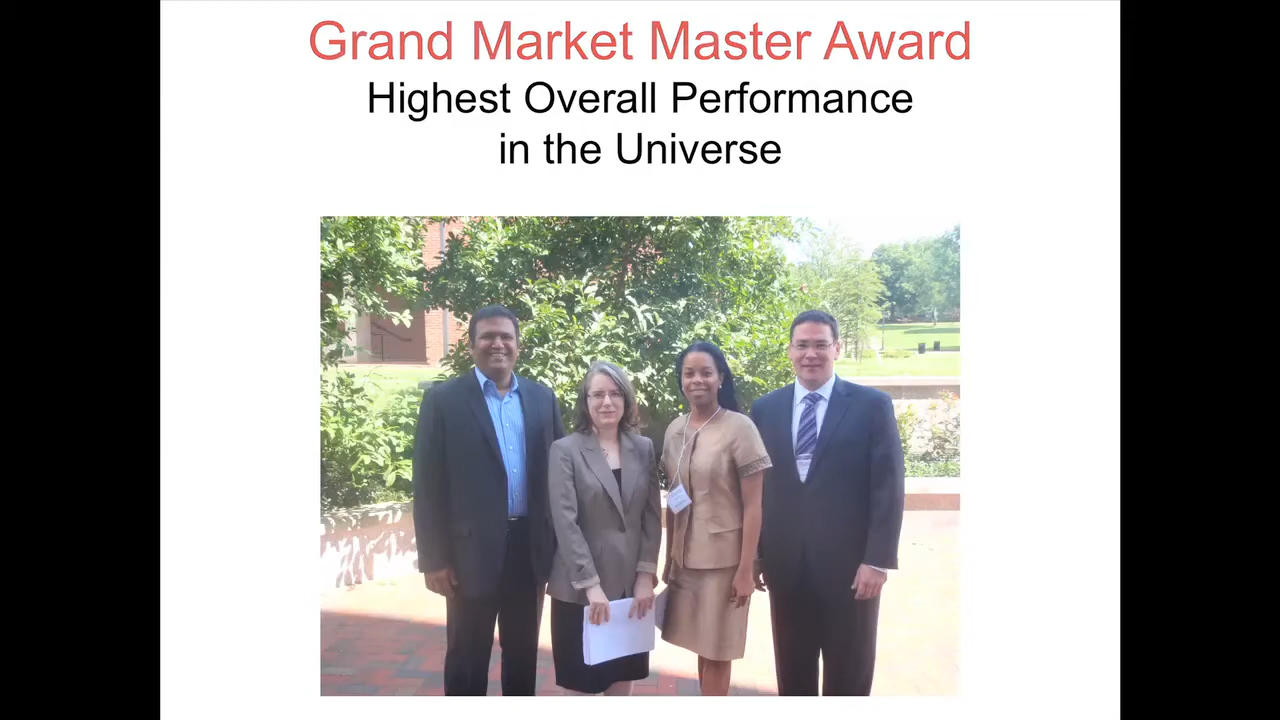 Grand Market Master Award
Highest Overall Performance
in the Universe